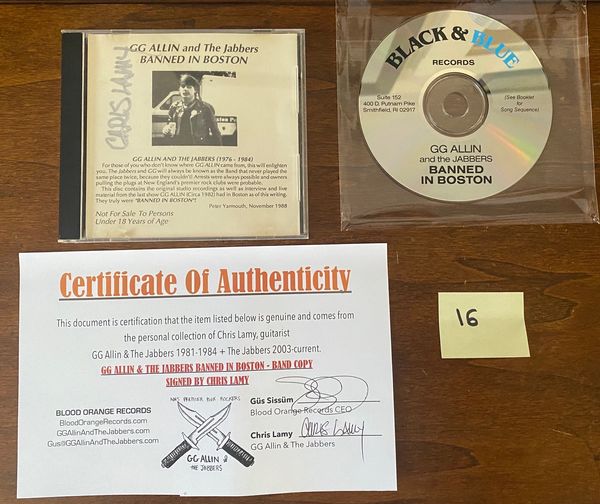 GG ALLIN and The Jabbers
BANNED IN BOSTON
CHRIS LAMY
GG ALLIN AND THE JABBERS (1976 - 1984)
For those of you who don't know where GG ALLIN came from, this will enlighten
you. The Jabbers and GG will always be known as the Band that never played the
same place twice, because they couldn't! Arrests were always possible and owners
pulling the plugs at New England's premier rock clubs were probable.
This disc contains the original studio recordings as well as interview and live
material from the last show GG ALLIN (Circa 1982) had in Boston as of this writing.
They truly were "BANNED IN BOSTON"!
Peter Yarmouth, November 1988
Not For Sale To Persons
Under 18 Years of Age
BLACK & BLUE
RECORDS
Suite 152
400 D. Putnam Pike
Smithfield, RI 02917
(See Booklet
for
Song Sequence)
GG ALLIN
and the JABBERS
BANNED
IN BOSTON
Certificate Of Authenticity
This document is certification that the item listed below is genuine and comes from
the personal collection of Chris Lamy, guitarist
GG Allin & The Jabbers 1981-1984 + The Jabbers 2003-current.
GG ALLIN & THE JABBERS BANNED IN BOSTON - BAND COPY
SIGNED BY CHRIS LAMY
BLOOD ORANGE RECORDS
BloodOrangeRecords.com
GGAllinAndTheJabbers.com
Gus@GGAllinAndTheJabbers.com
NH'S PREMIER PUNK ROCKERS
GG ALLIN &
THE JABBERS
Güs Sissüm
Blood Orange Records CEO
Chris Lamy CHRIS LAMY
GG Allin & The Jabbers
16